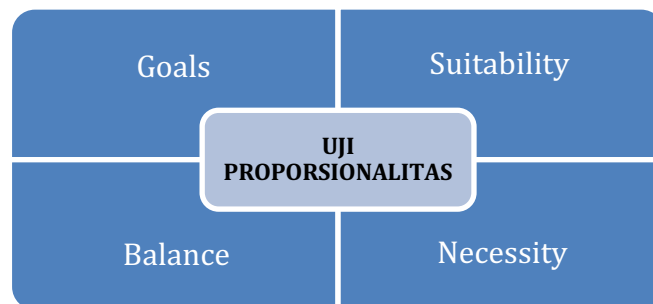 Goals
Suitability
UJI
PROPORSIONALITAS
Balance
Necessity